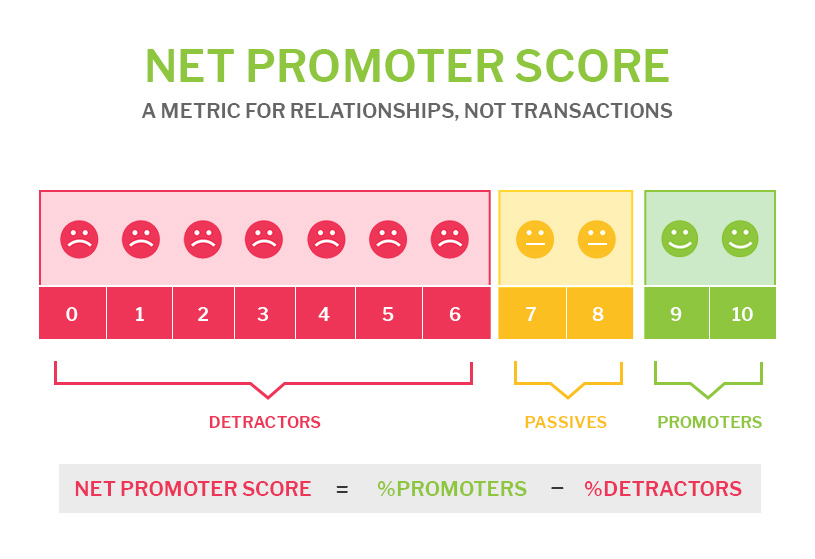 NET PROMOTER SCORE
A METRIC FOR RELATIONSHIPS, NOT TRANSACTIONS
0 1 2 3 4 5 6 7 8 9 10
DETRACTORS PASSIVES PROMOTERS
NET PROMOTER SCORE = %PROMOTERS – %DETRACTORS